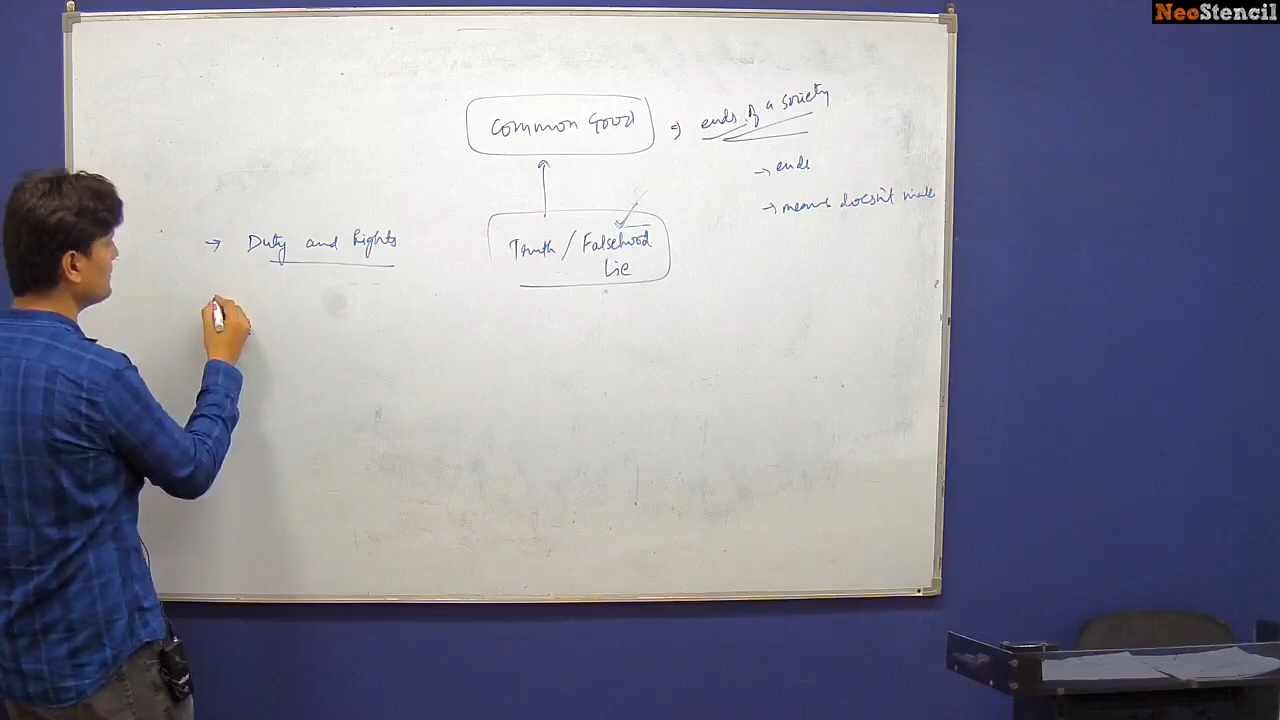 NeoStencil
Common Good ⇒ ends of a society
→ ends
→ means doesn't
→ Duty and Rights
Truth / Falsehood
Lie